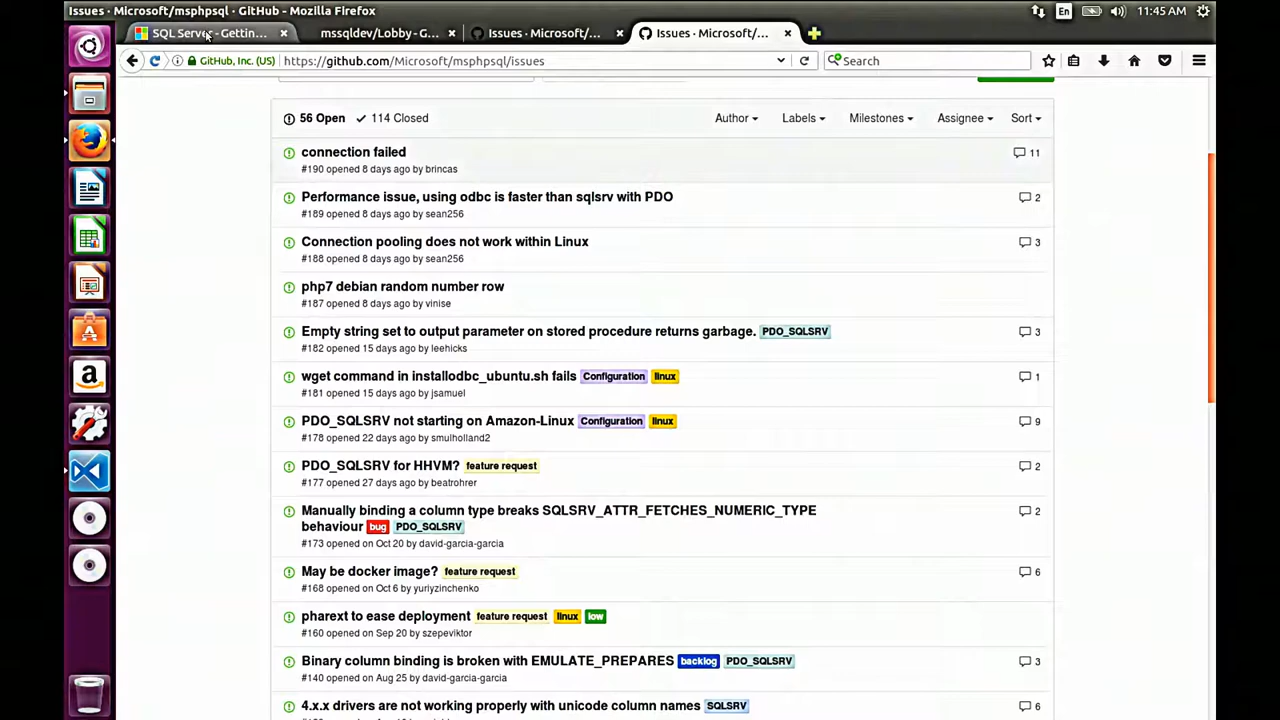 Issues · Microsoft/msphpsql · GitHub - Mozilla Firefox
En
11:45 AM
SQL Server - Gettin...
mssqldev/Lobby - G...
Issues · Microsoft/...
Issues · Microsoft/...
GitHub, Inc. (US)
https://github.com/Microsoft/msphpsql/issues
Search
56 Open
114 Closed
Author
Labels
Milestones
Assignee
Sort
connection failed
11
#190 opened 8 days ago by brincas
Performance issue, using odbc is faster than sqlsrv with PDO
2
#189 opened 8 days ago by sean256
Connection pooling does not work within Linux
3
#188 opened 8 days ago by sean256
php7 debian random number row
#187 opened 8 days ago by vinise
Empty string set to output parameter on stored procedure returns garbage. PDO_SQLSRV
3
#182 opened 15 days ago by leehicks
wget command in installodbc_ubuntu.sh fails Configuration linux
1
#181 opened 15 days ago by jsamuel
PDO_SQLSRV not starting on Amazon-Linux Configuration linux
9
#178 opened 22 days ago by smulholland2
PDO_SQLSRV for HHVM? feature request
2
#177 opened 27 days ago by beatrohrer
Manually binding a column type breaks SQLSRV_ATTR_FETCHES_NUMERIC_TYPE
2
behaviour bug PDO_SQLSRV
#173 opened on Oct 20 by david-garcia-garcia
May be docker image? feature request
6
#168 opened on Oct 6 by yuriyzinchenko
pharext to ease deployment feature request linux low
#160 opened on Sep 20 by szepeviktor
Binary column binding is broken with EMULATE_PREPARES backlog PDO_SQLSRV
3
#140 opened on Aug 25 by david-garcia-garcia
4.x.x drivers are not working properly with unicode column names SQLSRV
6